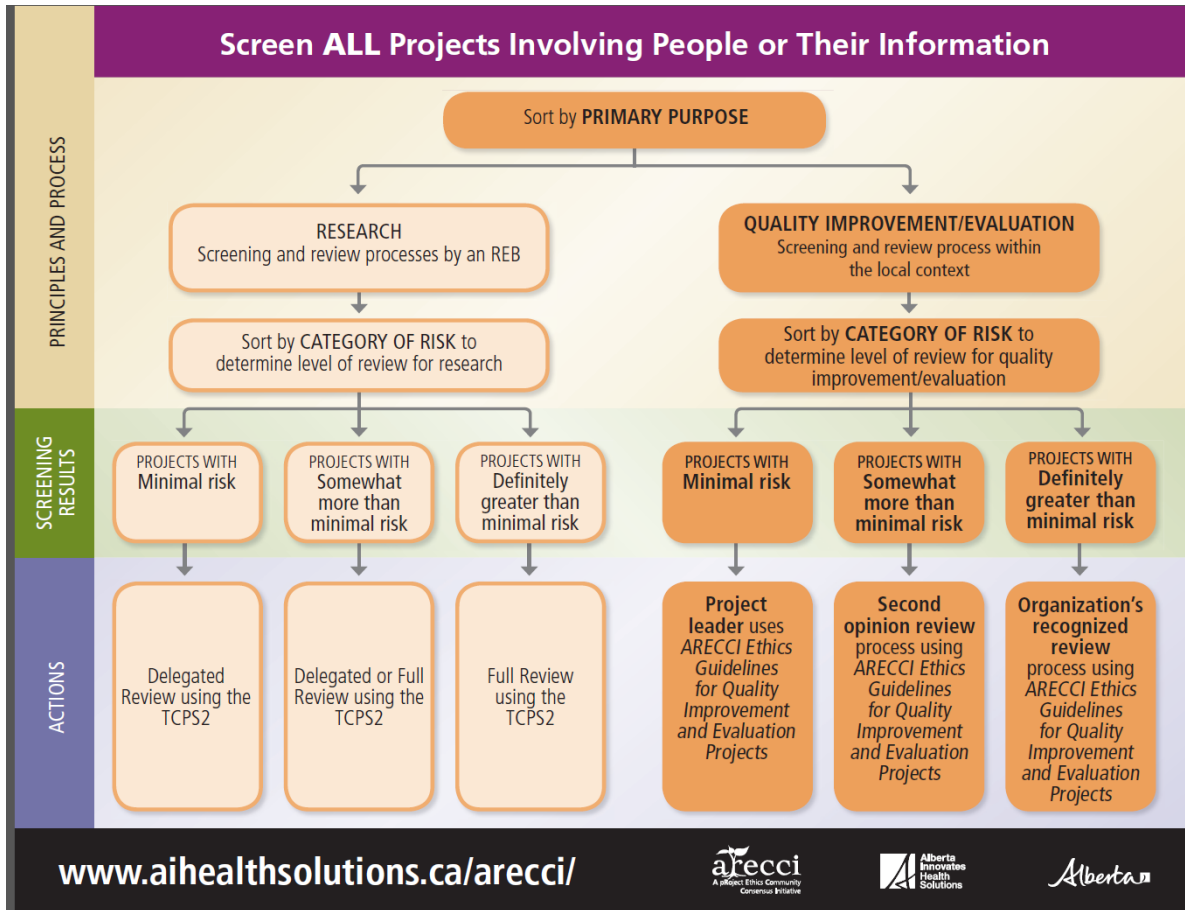 Screen ALL Projects Involving People or Their Information
PRINCIPLES AND PROCESS
Sort by PRIMARY PURPOSE
RESEARCH
Screening and review processes by an REB
QUALITY IMPROVEMENT/EVALUATION
Screening and review process within
the local context
Sort by CATEGORY OF RISK to
determine level of review for research
Sort by CATEGORY OF RISK to
determine level of review for quality
improvement/evaluation
SCREENING
RESULTS
PROJECTS WITH
Minimal risk
PROJECTS WITH
Somewhat
more than
minimal risk
PROJECTS WITH
Definitely
greater than
minimal risk
PROJECTS WITH
Minimal risk
PROJECTS WITH
Somewhat
more than
minimal risk
PROJECTS WITH
Definitely
greater than
minimal risk
ACTIONS
Delegated
Review using the
TCPS2
Delegated or Full
Review using the
TCPS2
Full Review
using the
TCPS2
Project
leader uses
ARECCI Ethics
Guidelines
for Quality
Improvement
and Evaluation
Projects
Second
opinion review
process using
ARECCI Ethics
Guidelines
for Quality
Improvement
and Evaluation
Projects
Organization's
recognized
review
process using
ARECCI Ethics
Guidelines
for Quality
Improvement
and Evaluation
Projects
www.aihealthsolutions.ca/arecci/
arecci
A pRoject Ethics Community
Consensus Initiative
Alberta
Innovates
Health
Solutions
Alberta